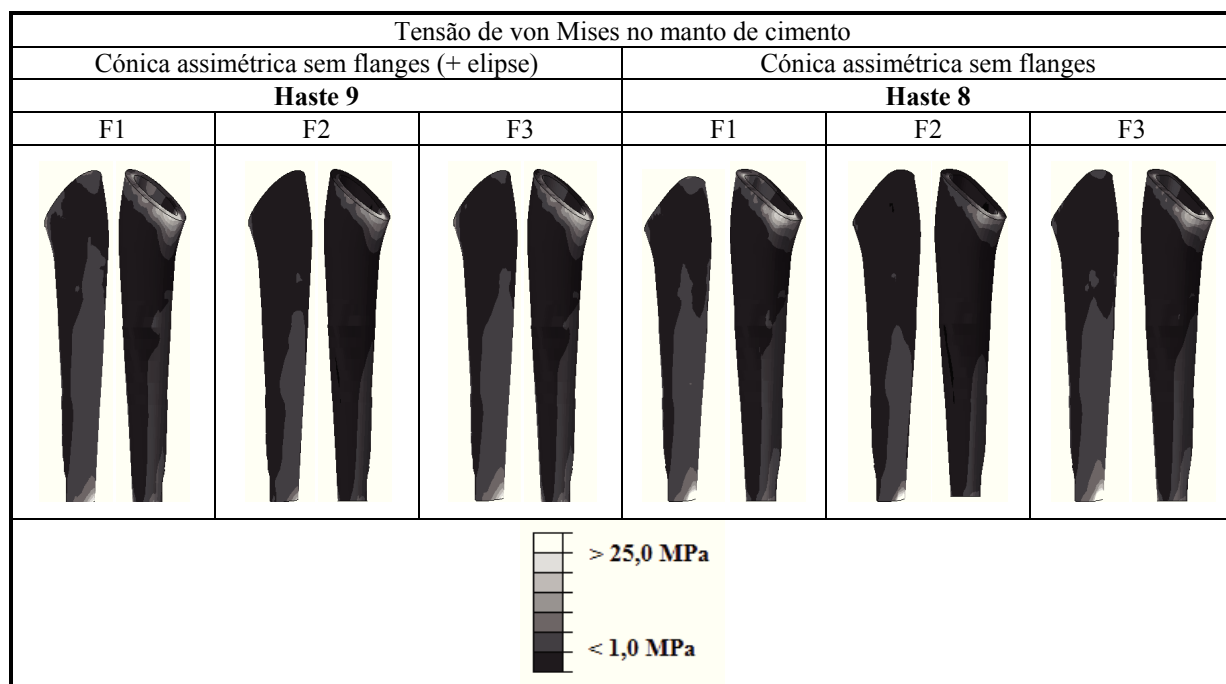 Tensão de von Mises no manto de cimento
Cónica assimétrica sem flanges (+ elipse) Cónica assimétrica sem flanges
Haste 9 Haste 8
F1 F2 F3 F1 F2 F3
> 25,0 MPa
< 1,0 MPa